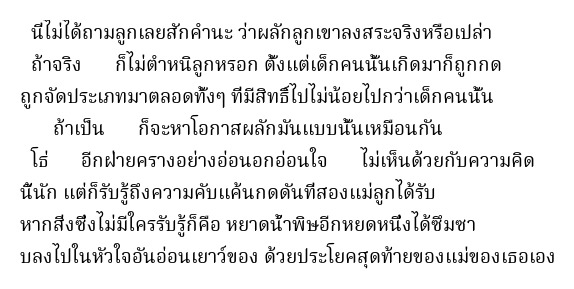 นี่ไม่ได้ถามลูกเลยสักคำนะ ว่าผลักลูกเขาลงสระจริงหรือเปล่า
ถ้าจริง ก็ไม่ตำหนิลูกหรอก ตั้งแต่เด็กคนนั้นเกิดมาก็ถูกกด
ถูกจัดประเภทมาตลอดทั้งๆ ที่มีสิทธิ์ไปไม่น้อยไปกว่าเด็กคนนั้น
ถ้าเป็น ก็จะหาโอกาสผลักมันแบบนั้นเหมือนกัน
โธ่ อีกฝ่ายครางอย่างอ่อนอกอ่อนใจ ไม่เห็นด้วยกับความคิด
นี้นัก แต่ก็รับรู้ถึงความคับแค้นกดดันที่สองแม่ลูกได้รับ
หากสิ่งซึ่งไม่มีใครรับรู้ก็คือ หยาดน้ำพิษอีกหยดหนึ่งได้ซึมซา
บลงไปในหัวใจอันอ่อนเยาว์ของ ด้วยประโยคสุดท้ายของแม่ของเธอเอง